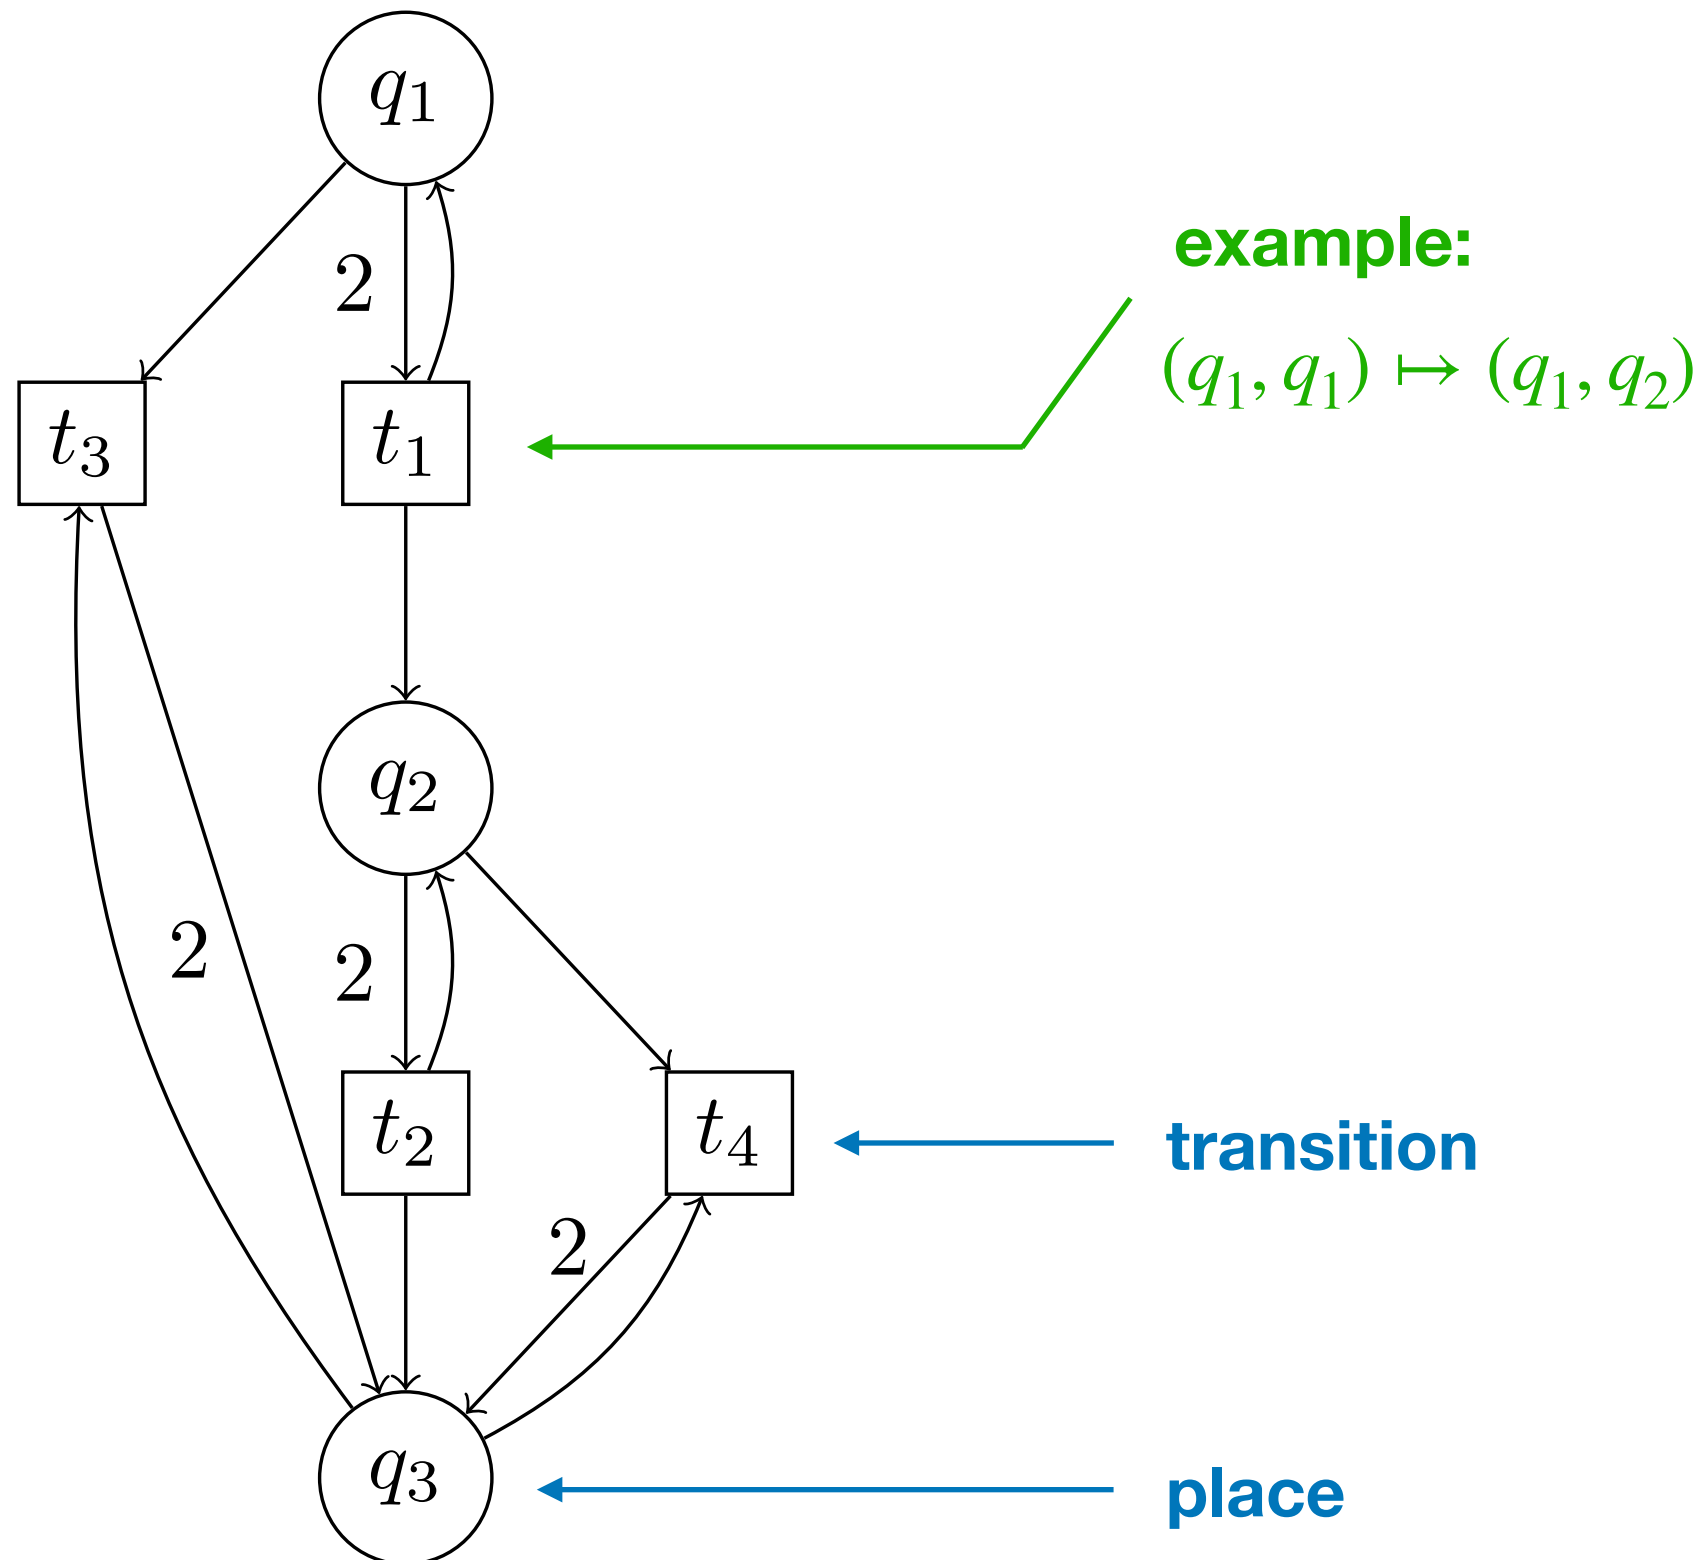 q₁
example:
2
(q₁, q₁) ↦ (q₁, q₂)
t₃
t₁
q₂
2
2
t₂
t₄
transition
2
q₃
place